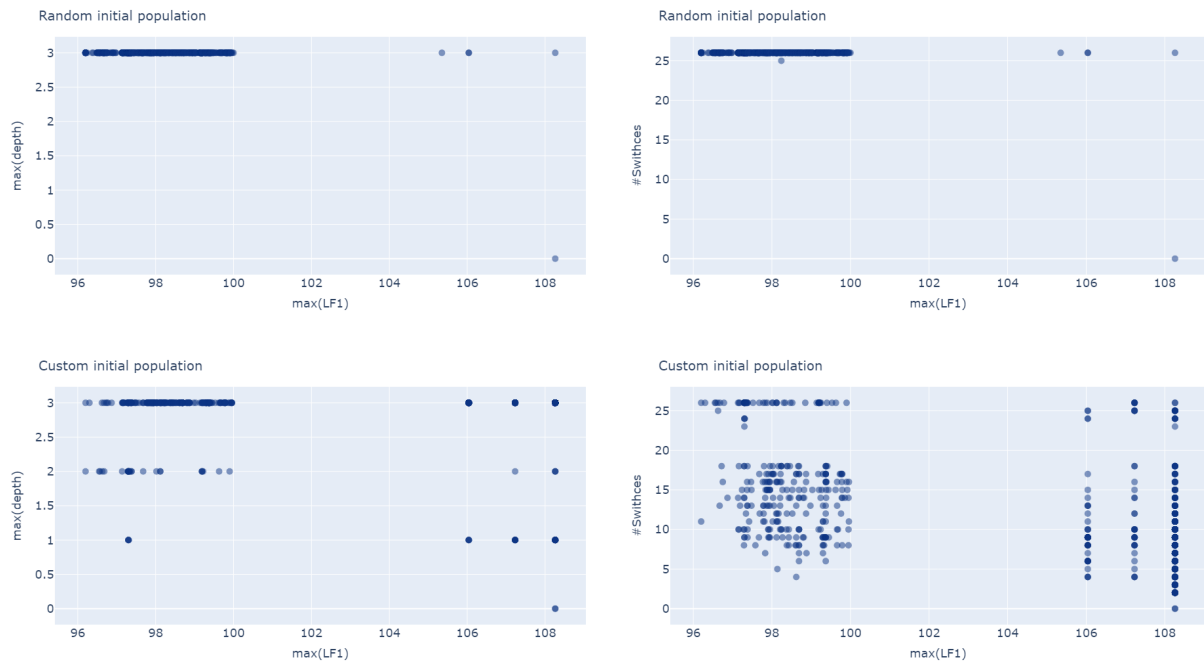 Random initial population
3
2.5
2
1.5
1
0.5
0
max(depth)
96 98 100 102 104 106 108
max(LF1)
Random initial population
25
20
15
10
5
0
#Swithces
96 98 100 102 104 106 108
max(LF1)
Custom initial population
3
2.5
2
1.5
1
0.5
0
max(depth)
96 98 100 102 104 106 108
max(LF1)
Custom initial population
25
20
15
10
5
0
#Swithces
96 98 100 102 104 106 108
max(LF1)